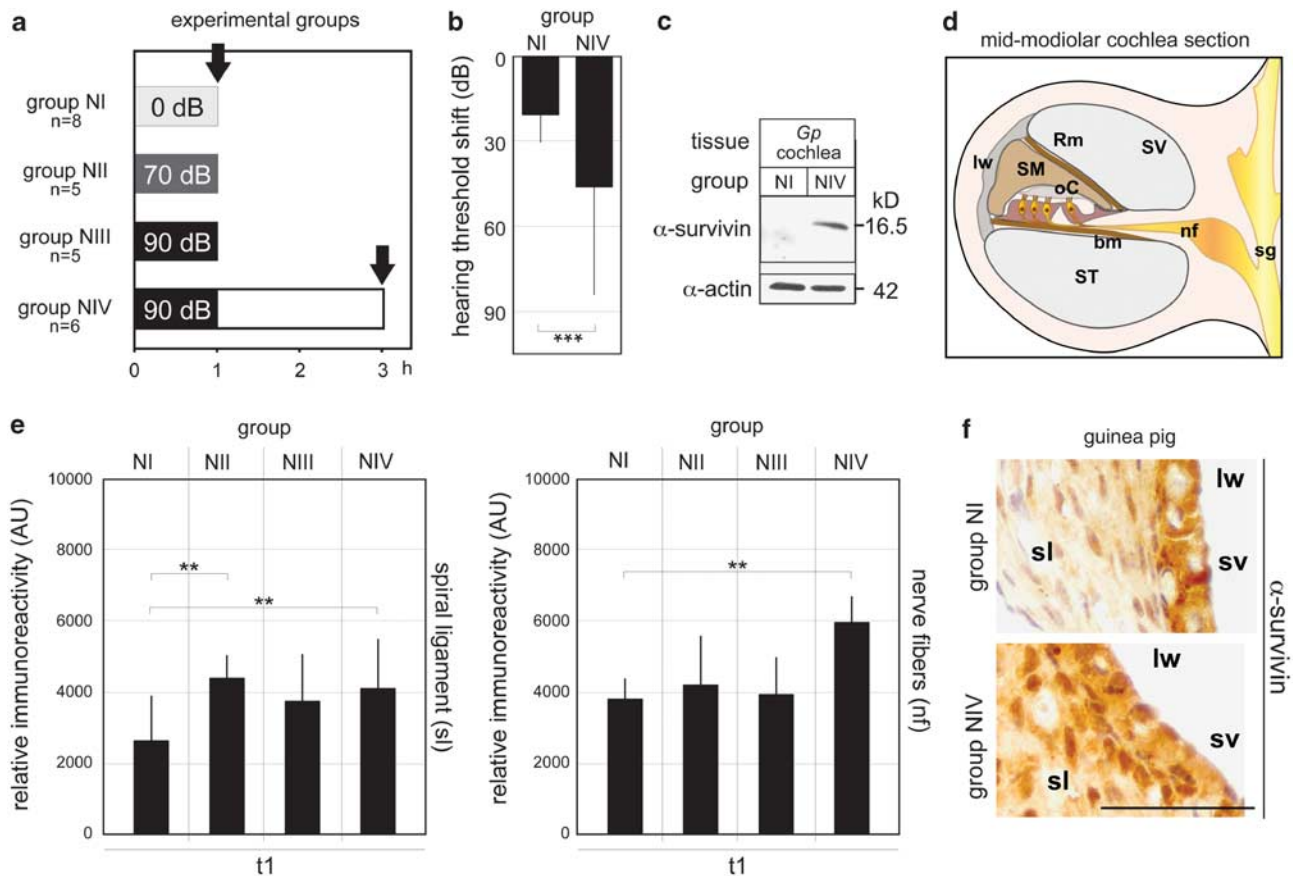 a
experimental groups
group NI
n=8
0 dB
group NII
n=5
70 dB
group NIII
n=5
90 dB
group NIV
n=6
90 dB
0 1 2 3 h
b
group
NI NIV
hearing threshold shift (dB)
0
30
60
90
***
c
tissue
Gp
cochlea
group
NI NIV
kD
α-survivin
16.5
α-actin
42
d
mid-modiolar cochlea section
Rm
SV
lw
SM
oC
nf
bm
sg
ST
e
group
NI NII NIII NIV
relative immunoreactivity (AU)
10000
8000
6000
4000
2000
0
**
**
spiral ligament (sl)
t1
group
NI NII NIII NIV
relative immunoreactivity (AU)
10000
8000
6000
4000
2000
0
**
nerve fibers (nf)
t1
f
guinea pig
group NI
lw
sl
sv
group NIV
lw
sv
sl
α-survivin